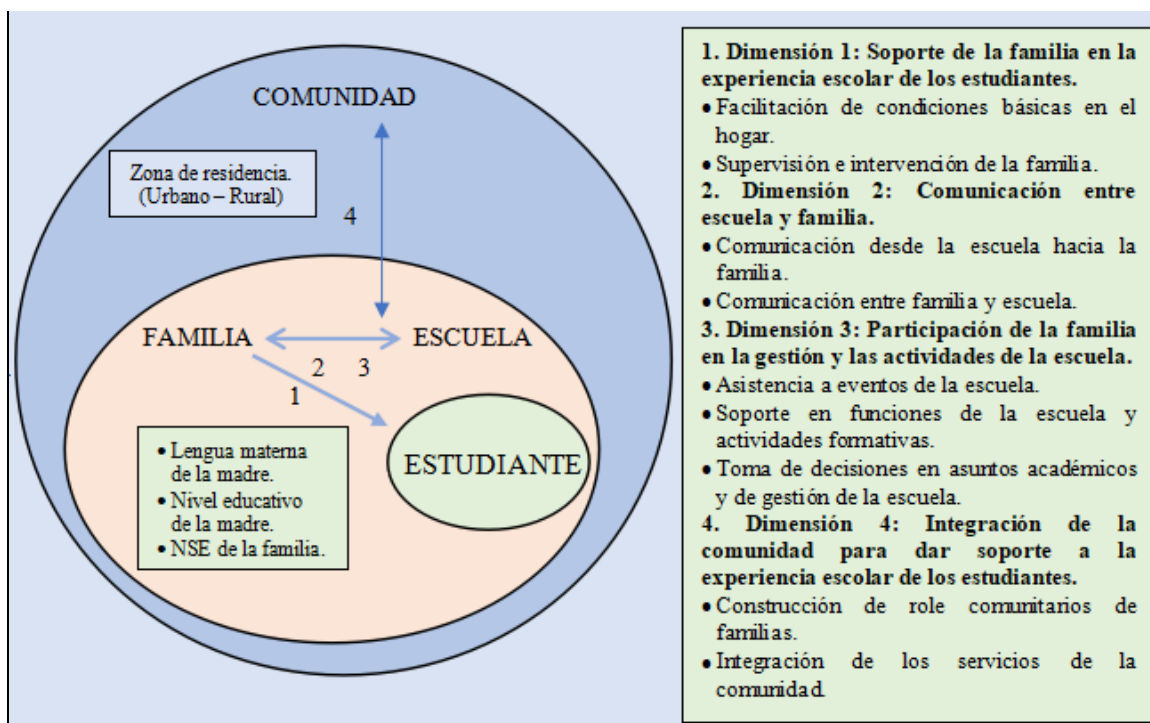 COMUNIDAD
Zona de residencia.
(Urbano – Rural)
4
FAMILIA
ESCUELA
2
3
1
• Lengua materna
de la madre.
• Nivel educativo
de la madre.
• NSE de la familia.
ESTUDIANTE
1. Dimensión 1: Soporte de la familia en la
experiencia escolar de los estudiantes.
• Facilitación de condiciones básicas en el
hogar.
• Supervisión e intervención de la familia.
2. Dimensión 2: Comunicación entre
escuela y familia.
• Comunicación desde la escuela hacia la
familia.
• Comunicación entre familia y escuela.
3. Dimensión 3: Participación de la familia
en la gestión y las actividades de la escuela.
• Asistencia a eventos de la escuela.
• Soporte en funciones de la escuela y
actividades formativas.
• Toma de decisiones en asuntos académicos
y de gestión de la escuela.
4. Dimensión 4: Integración de la
comunidad para dar soporte a la
experiencia escolar de los estudiantes.
• Construcción de role comunitarios de
familias.
• Integración de los servicios de la
comunidad.